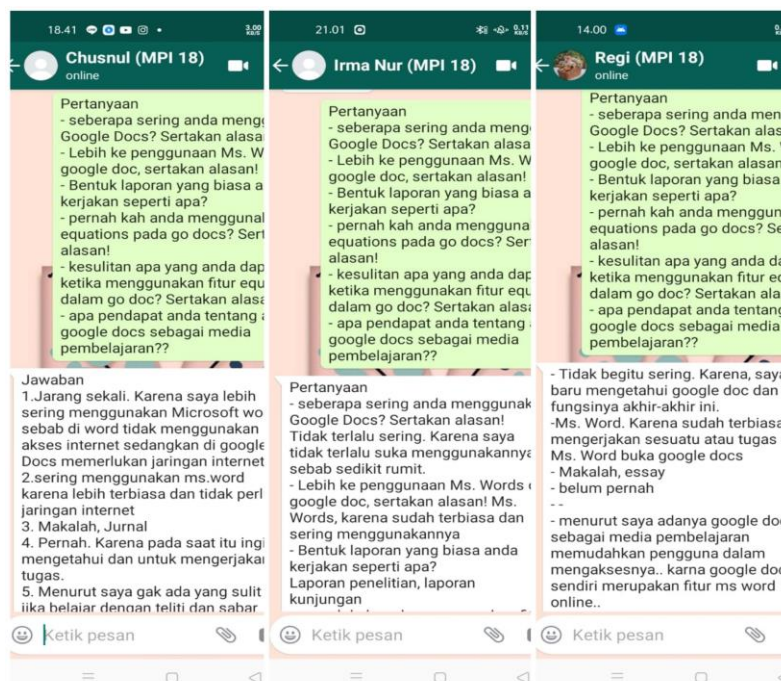 18.41
3.00
KB/S
Chusnul (MPI 18)
online
Pertanyaan
- seberapa sering anda meng
Google Docs? Sertakan alasa
- Lebih ke penggunaan Ms. W
google doc, sertakan alasan!
- Bentuk laporan yang biasa a
kerjakan seperti apa?
- pernah kah anda menggunal
equations pada go docs? Sert
alasan!
- kesulitan apa yang anda dap
ketika menggunakan fitur equ
dalam go doc? Sertakan alasa
- apa pendapat anda tentang a
google docs sebagai media
pembelajaran??
Jawaban
1.Jarang sekali. Karena saya lebih
sering menggunakan Microsoft wo
sebab di word tidak menggunakan
akses internet sedangkan di google
Docs memerlukan jaringan internet
2.sering menggunakan ms.word
karena lebih terbiasa dan tidak perl
jaringan internet
3. Makalah, Jurnal
4. Pernah. Karena pada saat itu ingi
mengetahui dan untuk mengerjakan
tugas.
5. Menurut saya gak ada yang sulit
jika belajar dengan teliti dan sabar
Ketik pesan
21.01
0.11
KB/S
Irma Nur (MPI 18)
Pertanyaan
- seberapa sering anda meng
Google Docs? Sertakan alasa
- Lebih ke penggunaan Ms. W
google doc, sertakan alasan!
- Bentuk laporan yang biasa a
kerjakan seperti apa?
- pernah kah anda mengguna
equations pada go docs? Ser
alasan!
- kesulitan apa yang anda dap
ketika menggunakan fitur equ
dalam go doc? Sertakan alasa
- apa pendapat anda tentang
google docs sebagai media
pembelajaran??
Pertanyaan
- seberapa sering anda menggunak
Google Docs? Sertakan alasan!
Tidak terlalu sering. Karena saya
tidak terlalu suka menggunakannya
sebab sedikit rumit.
- Lebih ke penggunaan Ms. Words
google doc, sertakan alasan! Ms.
Words, karena sudah terbiasa dan
sering menggunakannya
- Bentuk laporan yang biasa anda
kerjakan seperti apa?
Laporan penelitian, laporan
kunjungan
Ketik pesan
14.00
Regi (MPI 18)
online
Pertanyaan
- seberapa sering anda men
Google Docs? Sertakan alas
- Lebih ke penggunaan Ms.
google doc, sertakan alasan
- Bentuk laporan yang biasa
kerjakan seperti apa?
- pernah kah anda menggun
equations pada go docs? Se
alasan!
- kesulitan apa yang anda da
ketika menggunakan fitur ec
dalam go doc? Sertakan ala
- apa pendapat anda tentang
google docs sebagai media
pembelajaran??
- Tidak begitu sering. Karena, saya
baru mengetahui google doc dan
fungsinya akhir-akhir ini.
-Ms. Word. Karena sudah terbiasa
mengerjakan sesuatu atau tugas
Ms. Word buka google docs
- Makalah, essay
- belum pernah
- -
- menurut saya adanya google doc
sebagai media pembelajaran
memudahkan pengguna dalam
mengaksesnya.. karna google doc
sendiri merupakan fitur ms word
online..
Ketik pesan